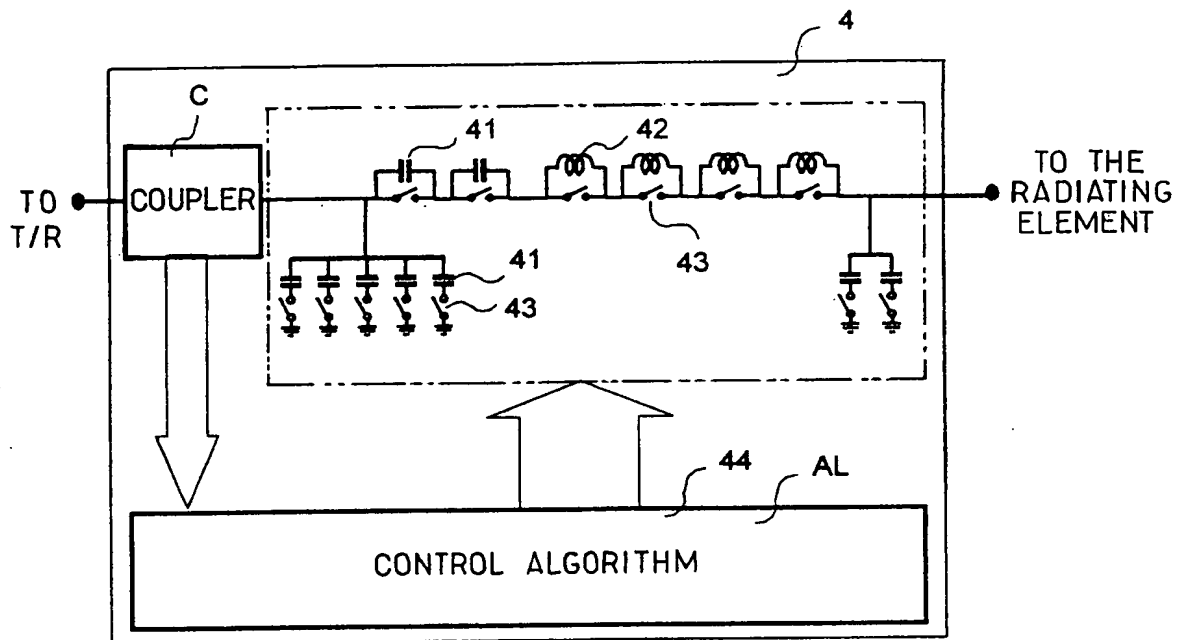 4
C
41
42
COUPLER
TO
T/R
TO THE
RADIATING
ELEMENT
43
41
43
44
AL
CONTROL ALGORITHM